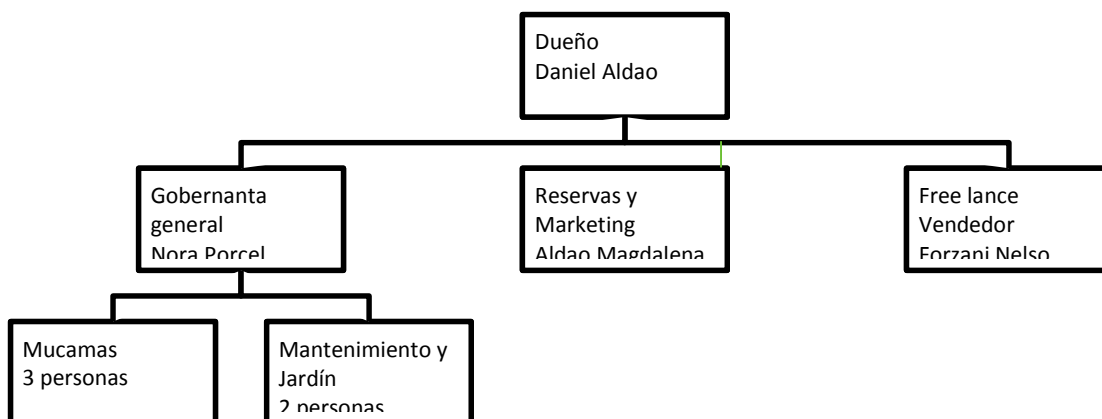 Dueño
Daniel Aldao
Gobernanta
general
Nora Porcel
Reservas y
Marketing
Aldao Magdalena
Free lance
Vendedor
Forzani Nelso
Mucamas
3 personas
Mantenimiento y
Jardín
2 personas